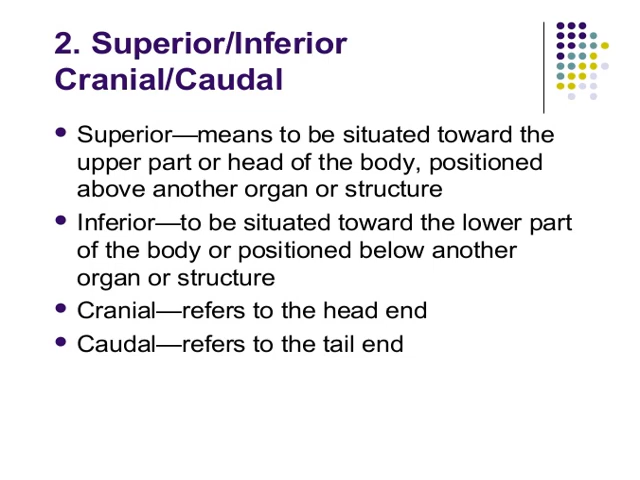 2. Superior/Inferior
Cranial/Caudal
Superior—means to be situated toward the
upper part or head of the body, positioned
above another organ or structure
Inferior—to be situated toward the lower part
of the body or positioned below another
organ or structure
Cranial—refers to the head end
Caudal—refers to the tail end